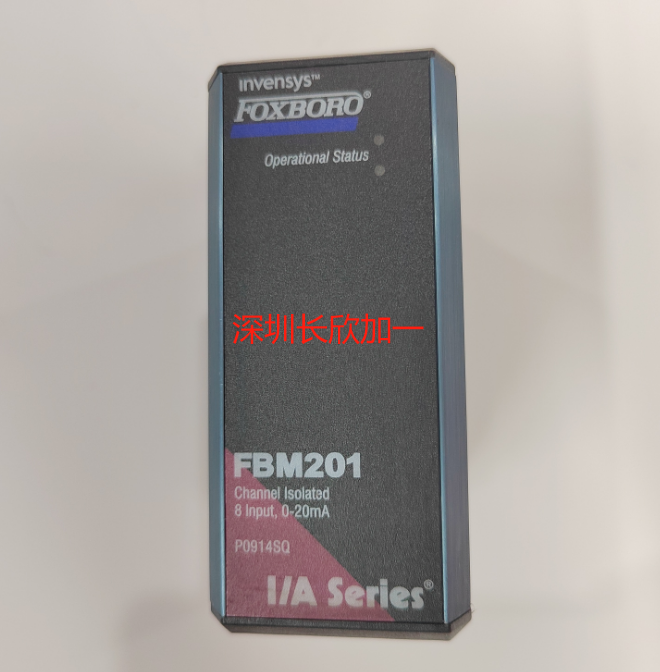 invensys™
FOXBORO®
Operational Status
深圳长欣加一
FBM201
Channel Isolated
8 Input, 0-20mA
P0914SQ
I/A Series®